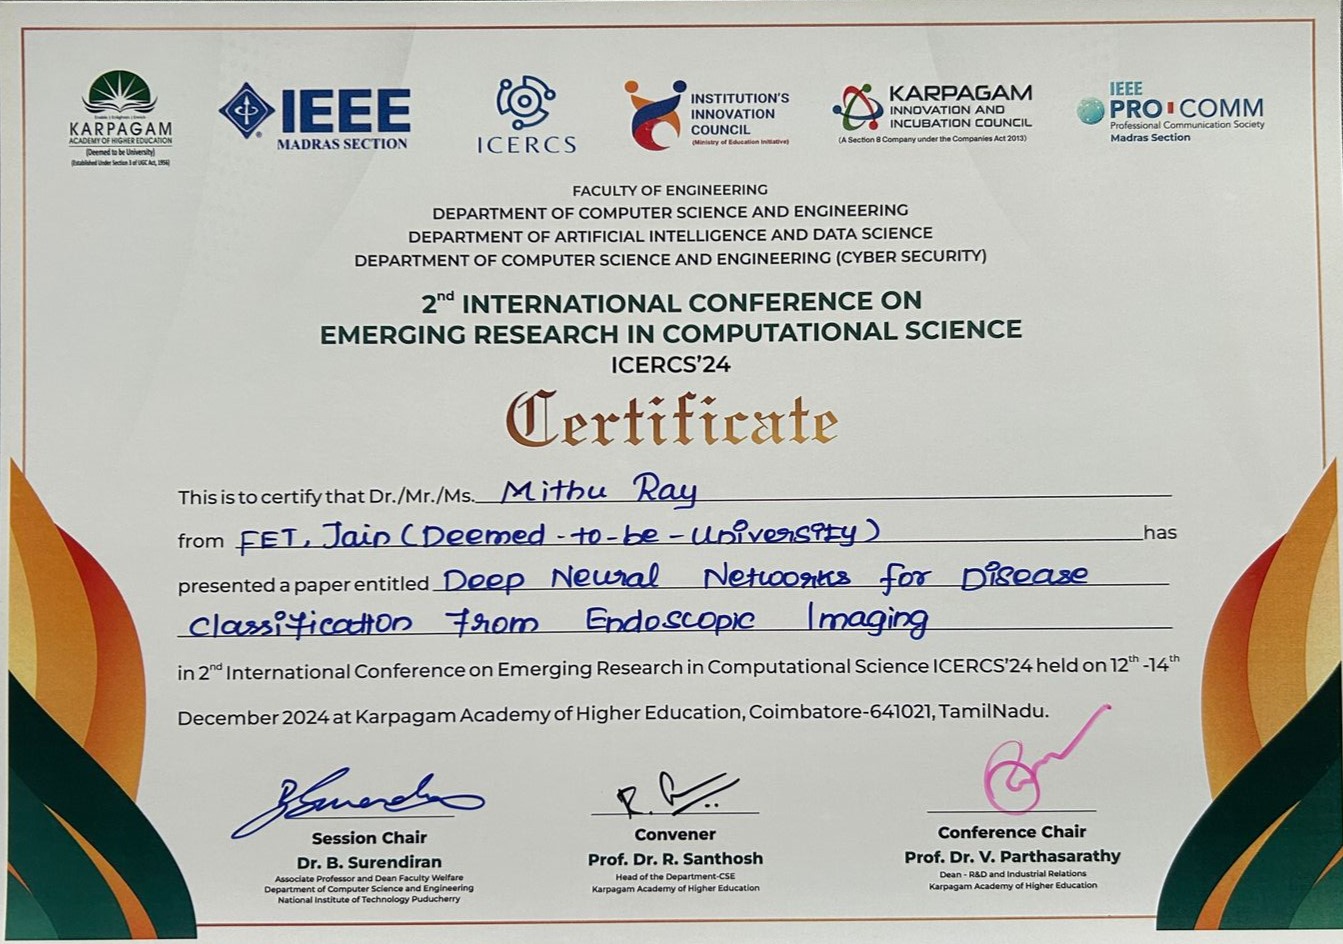 Enlighten | Enlighten | Enrich
KARPAGAM
ACADEMY OF HIGHER EDUCATION
(Deemed to be University)
(Established Under Section 3 of UGC Act, 1956)
IEEE
MADRAS SECTION
ICERCS
INSTITUTION'S
INNOVATION
COUNCIL
(Ministry of Education Initiative)
KARPAGAM
INNOVATION AND
INCUBATION COUNCIL
(A Section 8 Company under the Companies Act 2013)
IEEE
PRO COMM
Professional Communication Society
Madras Section
FACULTY OF ENGINEERING
DEPARTMENT OF COMPUTER SCIENCE AND ENGINEERING
DEPARTMENT OF ARTIFICIAL INTELLIGENCE AND DATA SCIENCE
DEPARTMENT OF COMPUTER SCIENCE AND ENGINEERING (CYBER SECURITY)
2nd INTERNATIONAL CONFERENCE ON
EMERGING RESEARCH IN COMPUTATIONAL SCIENCE
ICERCS'24
Certificate
This is to certify that Dr./Mr./Ms. Mithu Ray
from FET, Jain (Deemed-to-be-University) has
presented a paper entitled Deep Neural Networks for Disease
Classification from Endoscopic Imaging
in 2nd International Conference on Emerging Research in Computational Science ICERCS'24 held on 12th -14th
December 2024 at Karpagam Academy of Higher Education, Coimbatore-641021, TamilNadu.
Session Chair
Dr. B. Surendiran
Associate Professor and Dean Faculty Welfare
Department of Computer Science and Engineering
National Institute of Technology Puducherry
Convener
Prof. Dr. R. Santhosh
Head of the Department-CSE
Karpagam Academy of Higher Education
Conference Chair
Prof. Dr. V. Parthasarathy
Dean - R&D and Industrial Relations
Karpagam Academy of Higher Education